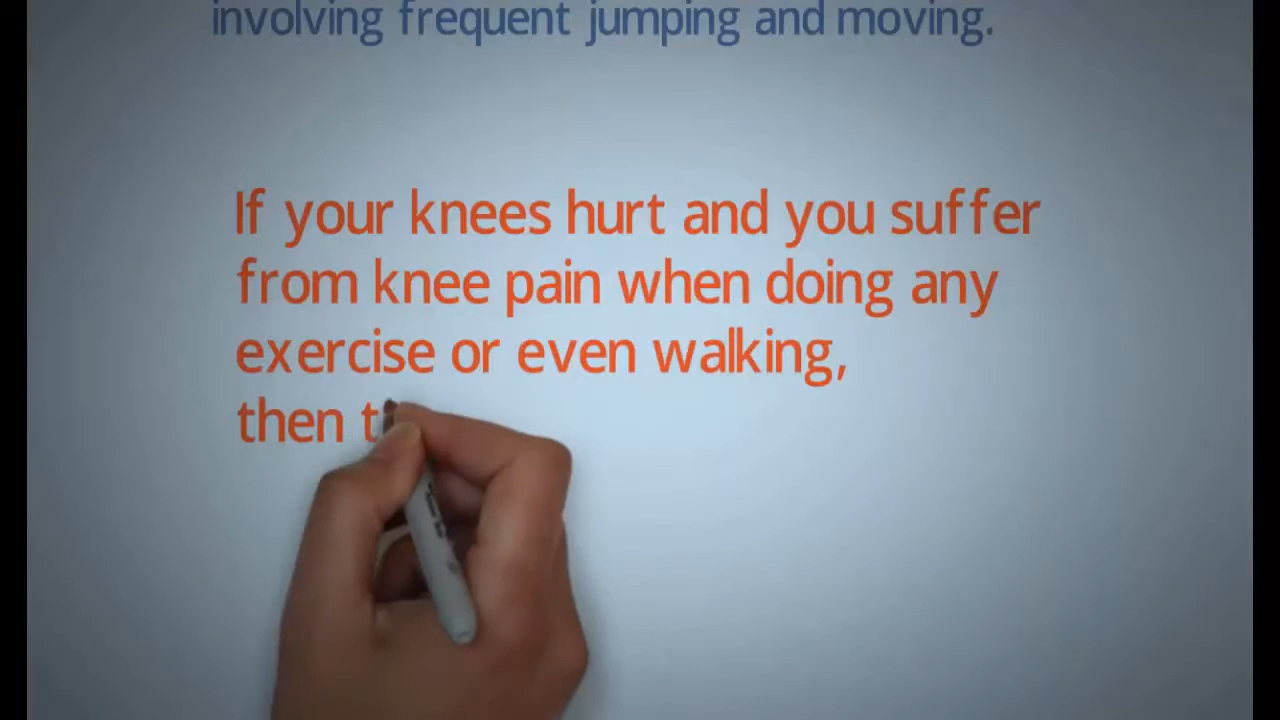 involving frequent jumping and moving.
If your knees hurt and you suffer
from knee pain when doing any
exercise or even walking,
then t